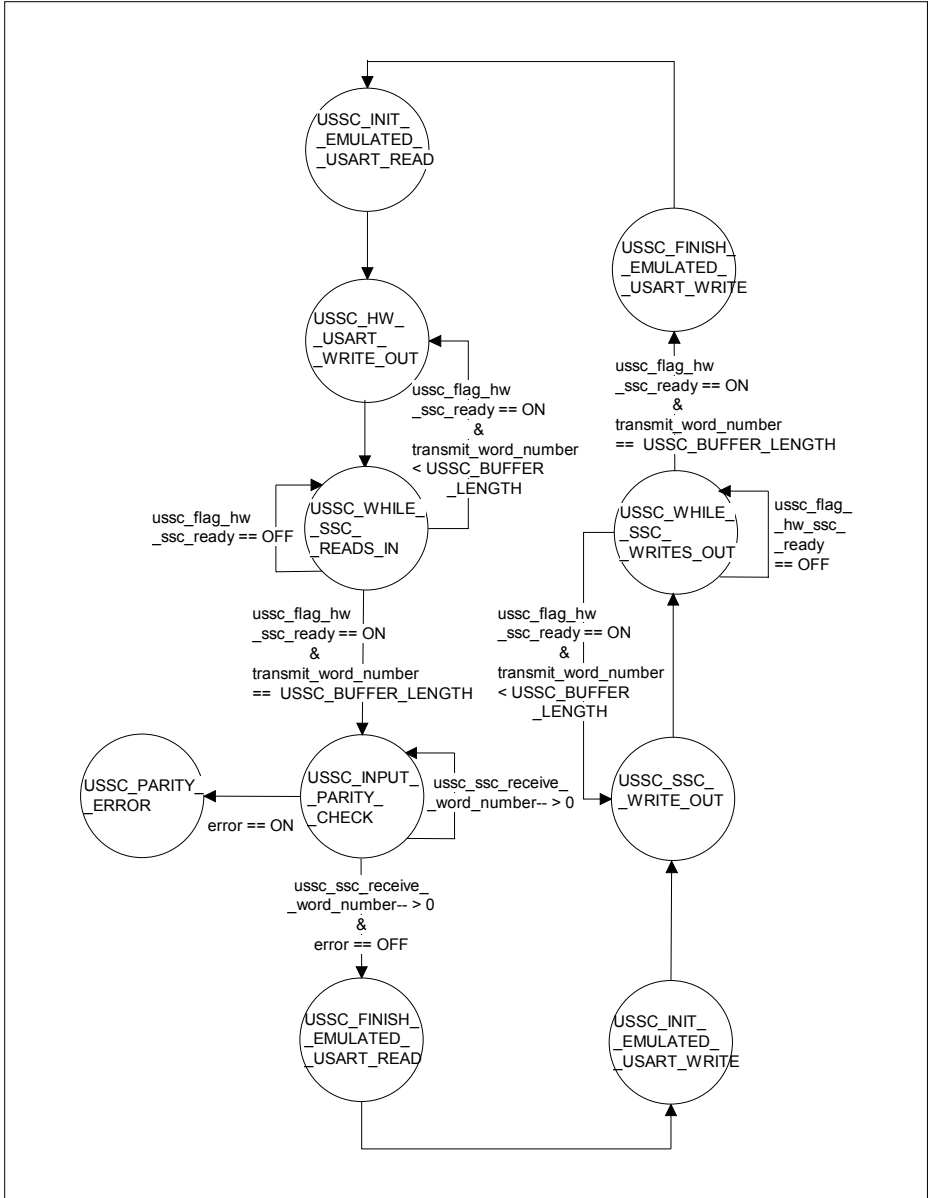 USSC_INIT_
_EMULATED_
_USART_READ
USSC_FINISH_
_EMULATED_
_USART_WRITE
USSC_HW_
_USART_
_WRITE_OUT
ussc_flag_hw
_ssc_ready == ON
&
transmit_word_number
< USSC_BUFFER
_LENGTH
ussc_flag_hw
_ssc_ready == ON
&
transmit_word_number
== USSC_BUFFER_LENGTH
ussc_flag_hw
_ssc_ready == OFF
USSC_WHILE_
_SSC_
_READS_IN
USSC_WHILE_
_SSC_
_WRITES_OUT
ussc_flag_
_hw_ssc_
_ready
== OFF
ussc_flag_hw
_ssc_ready == ON
&
transmit_word_number
== USSC_BUFFER_LENGTH
ussc_flag_hw
_ssc_ready == ON
&
transmit_word_number
< USSC_BUFFER
_LENGTH
USSC_PARITY_
_ERROR
error == ON
USSC_INPUT_
_PARITY_
_CHECK
ussc_ssc_receive_
_word_number-- > 0
USSC_SSC_
_WRITE_OUT
ussc_ssc_receive_
_word_number-- > 0
&
error == OFF
USSC_FINISH_
_EMULATED_
_USART_READ
USSC_INIT_
_EMULATED_
_USART_WRITE